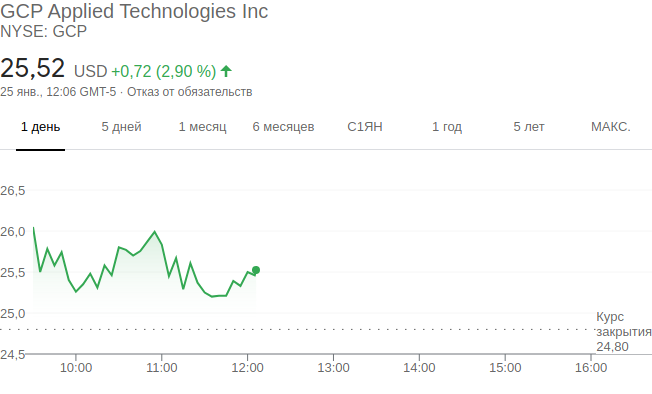 GCP Applied Technologies Inc
NYSE: GCP
25,52 USD +0,72 (2,90 %)
25 янв., 12:06 GMT-5 · Отказ от обязательств
1 день 5 дней 1 месяц 6 месяцев С1ЯН 1 год 5 лет МАКС.
26,5
26,0
25,5
25,0
Курс
закрытия
24,80
24,5
10:00 11:00 12:00 13:00 14:00 15:00 16:00